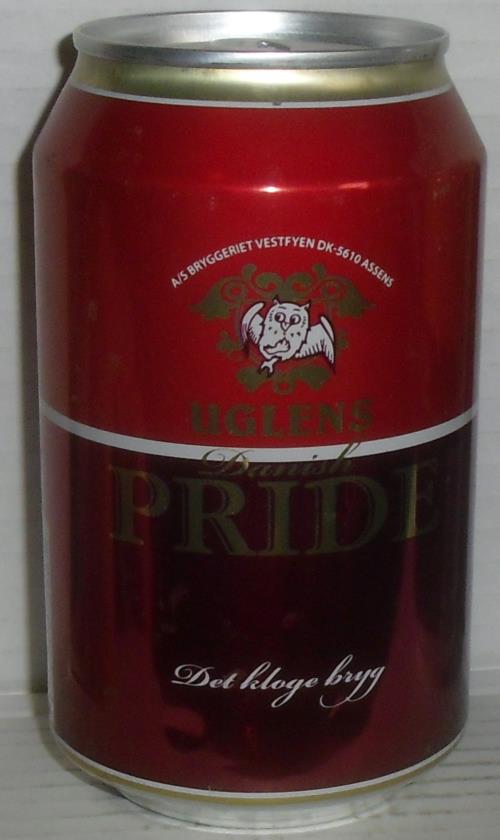 A/S BRYGGERIET VESTFYEN DK-5610 ASSENS
UGLENS
Danish
PRIDE
Det kloge bryg